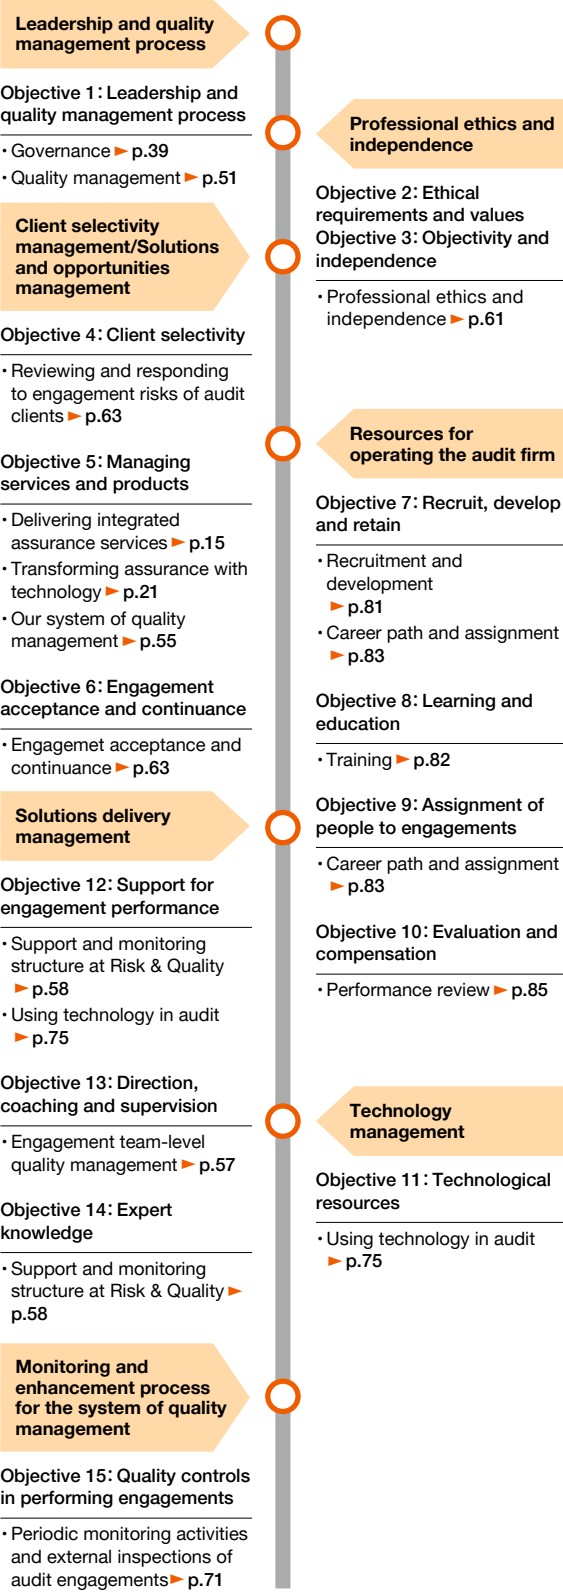 Leadership and quality
management process
Objective 1: Leadership and
quality management process
・Governance ► p.39
・Quality management ► p.51
Professional ethics and
independence
Objective 2: Ethical
requirements and values
Objective 3: Objectivity and
independence
・Professional ethics and
independence ► p.61
Client selectivity
management/Solutions
and opportunities
management
Objective 4: Client selectivity
・Reviewing and responding
to engagement risks of audit
clients ► p.63
Objective 5: Managing
services and products
・Delivering integrated
assurance services ► p.15
・Transforming assurance with
technology ► p.21
・Our system of quality
management ► p.55
Objective 6: Engagement
acceptance and continuance
・Engagemet acceptance and
continuance ► p.63
Resources for
operating the audit firm
Objective 7: Recruit, develop
and retain
・Recruitment and
development
► p.81
・Career path and assignment
► p.83
Objective 8: Learning and
education
・Training ► p.82
Objective 9: Assignment of
people to engagements
・Career path and assignment
► p.83
Objective 10: Evaluation and
compensation
・Performance review ► p.85
Solutions delivery
management
Objective 12: Support for
engagement performance
・Support and monitoring
structure at Risk & Quality
► p.58
・Using technology in audit
► p.75
Objective 13: Direction,
coaching and supervision
・Engagement team-level
quality management ► p.57
Objective 14: Expert
knowledge
・Support and monitoring
structure at Risk & Quality ►
p.58
Technology
management
Objective 11: Technological
resources
・Using technology in audit
► p.75
Monitoring and
enhancement process
for the system of quality
management
Objective 15: Quality controls
in performing engagements
・Periodic monitoring activities
and external inspections of
audit engagements ► p.71